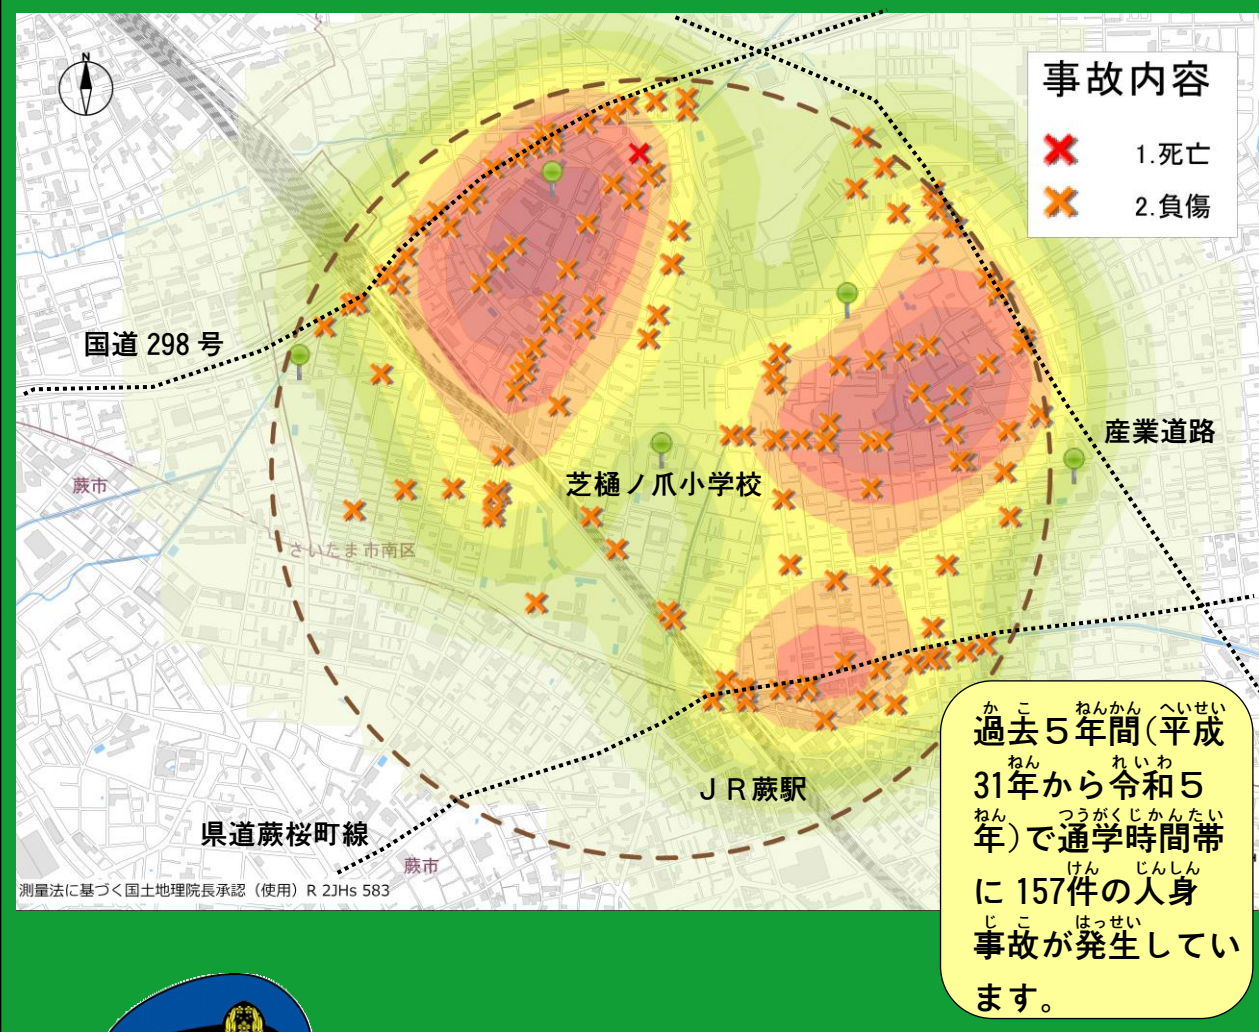 N
事故内容
1.死亡
2.負傷
国道 298 号
産業道路
蕨市
芝樋ノ爪小学校
さいたま市南区
ＪＲ蕨駅
県道蕨桜町線
蕨市
測量法に基づく国土地理院長承認（使用）R 2JHs 583
かこ ねんかん へいせい
過去５年間（平成
ねん れいわ
31年から令和５
ねん つうがくじかんたい
年）で通学時間帯
けん じんしん
に 157件の人身
じこ はっせい
事故が発生してい
ます。